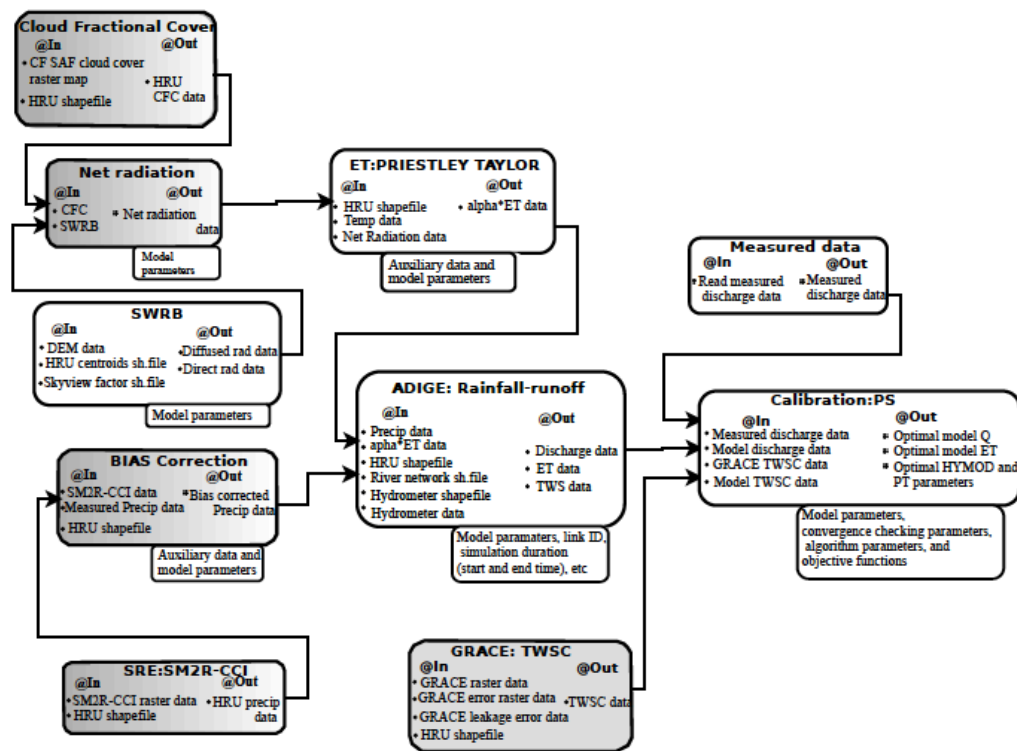 Cloud Fractional Cover
@In
@Out
CF SAF cloud cover
raster map
HRU shapefile
HRU
CFC data
Net radiation
@In
@Out
CFC
SWRB
Net radiation
data
Model
parameters
ET:PRIESTLEY TAYLOR
@In
@Out
HRU shapefile
Temp data
Net Radiation data
alpha*ET data
Auxiliary data and
model parameters
Measured data
@In
@Out
Read measured
discharge data
Measured
discharge data
SWRB
@In
@Out
DEM data
HRU centroids sh.file
Skyview factor sh.file
Diffused rad data
Direct rad data
Model parameters
ADIGE: Rainfall-runoff
@In
@Out
Precip data
apha*ET data
HRU shapefile
River network sh.file
Hydrometer shapefile
Hydrometer data
Discharge data
ET data
TWS data
Model paramaters, link ID,
simulation duration
(start and end time), etc
Calibration:PS
@In
@Out
Measured discharge data
Model discharge data
GRACE TWSC data
Model TWSC data
Optimal model Q
Optimal model ET
Optimal HYMOD and
PT parameters
Model parameters,
convergence checking parameters,
algorithm parameters, and
objective functions
BIAS Correction
@In
@Out
SM2R-CCI data
Measured Precip data
HRU shapefile
Bias corrected
Precip data
Auxiliary data and
model parameters
SRE:SM2R-CCI
@In
@Out
SM2R-CCI raster data
HRU shapefile
HRU precip
data
GRACE: TWSC
@In
@Out
GRACE raster data
GRACE error raster data
GRACE leakage error data
HRU shapefile
TWSC data